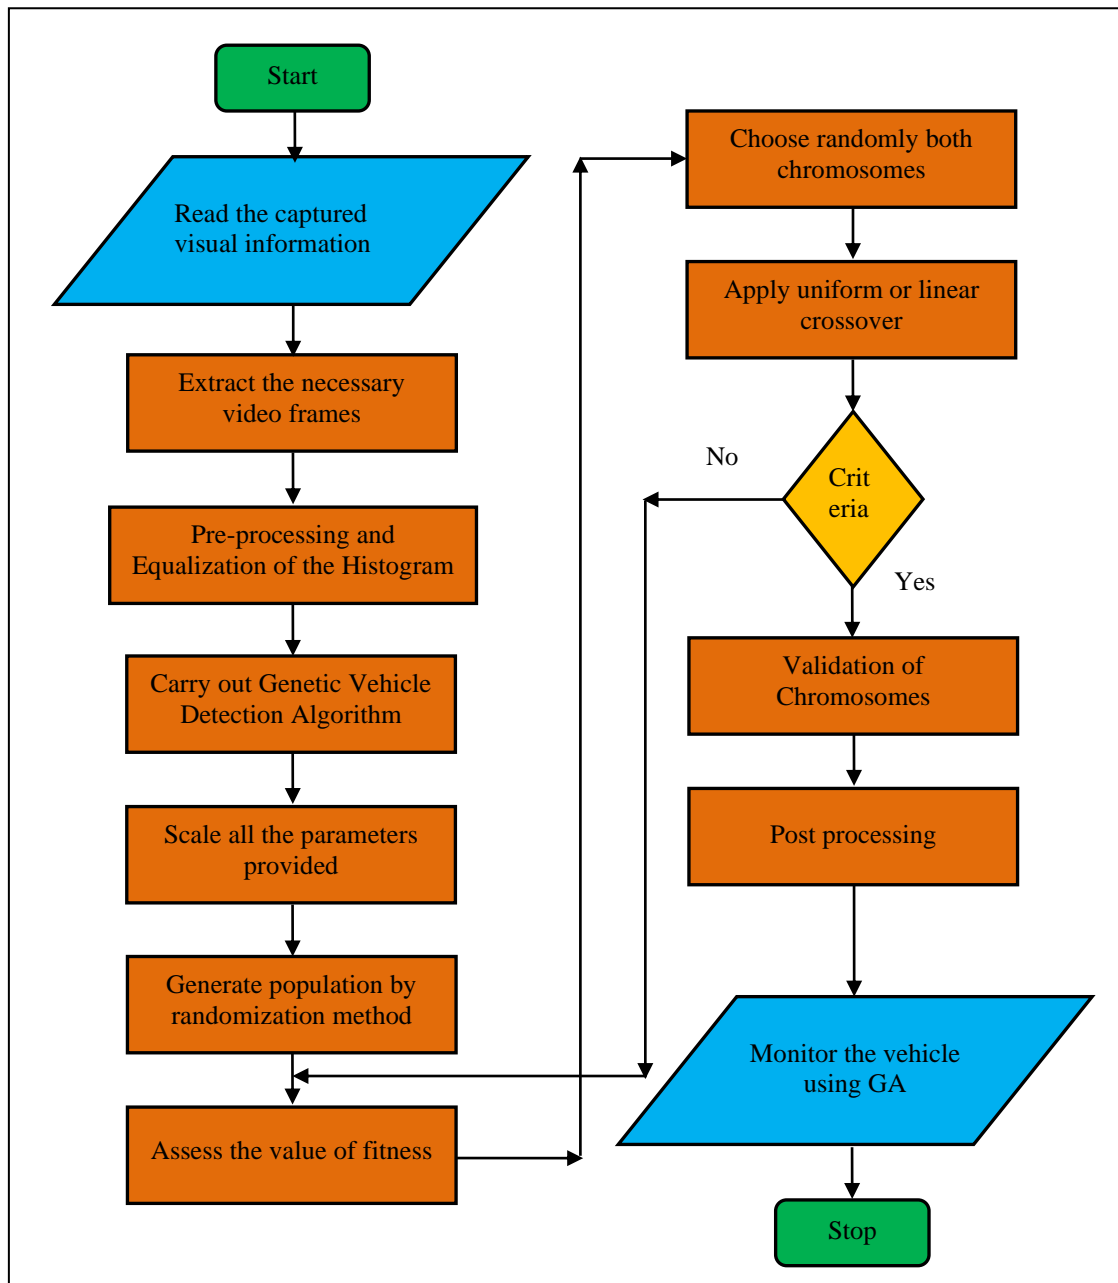 Start
Read the captured
visual information
Extract the necessary
video frames
Pre-processing and
Equalization of the Histogram
Carry out Genetic Vehicle
Detection Algorithm
Scale all the parameters
provided
Generate population by
randomization method
Assess the value of fitness
Choose randomly both
chromosomes
Apply uniform or linear
crossover
Crit
eria
No
Yes
Validation of
Chromosomes
Post processing
Monitor the vehicle
using GA
Stop